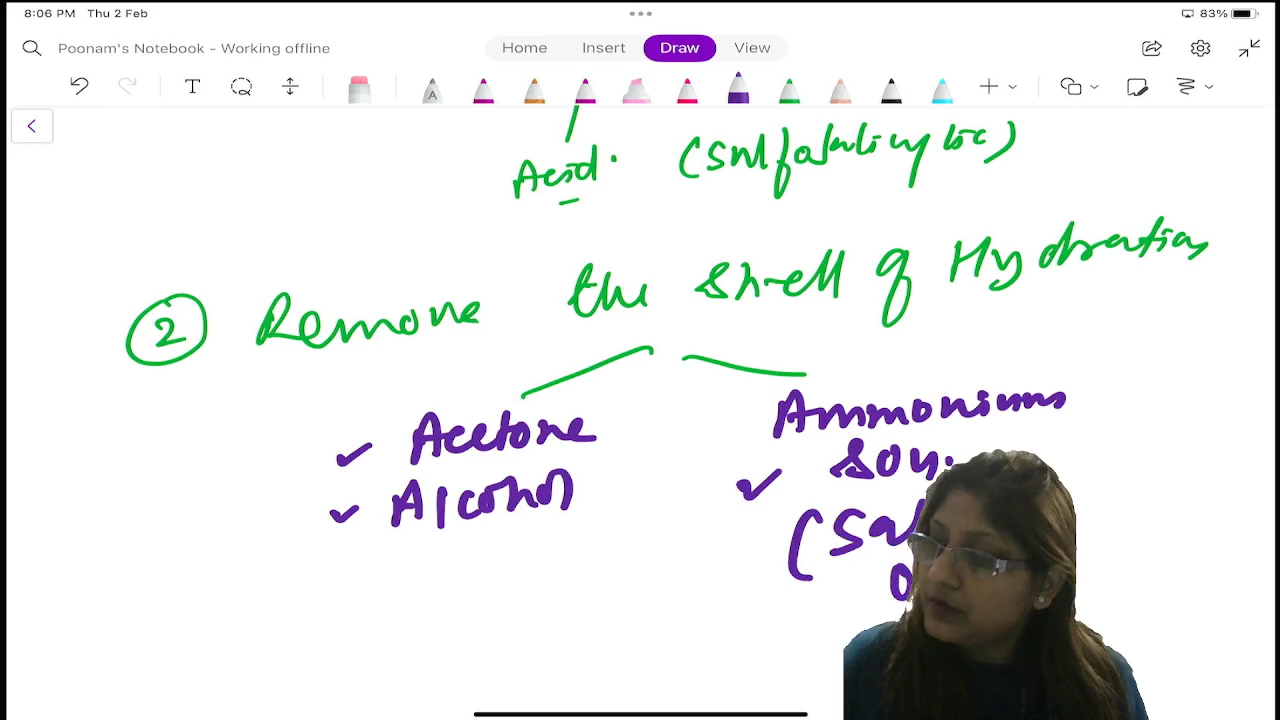 8:06 PM Thu 2 Feb
83%
Poonam's Notebook - Working offline
Home Insert Draw View
T
A
Acid.
② Remove the Shell of Hydration
Acetone
Alcohol
Ammonium